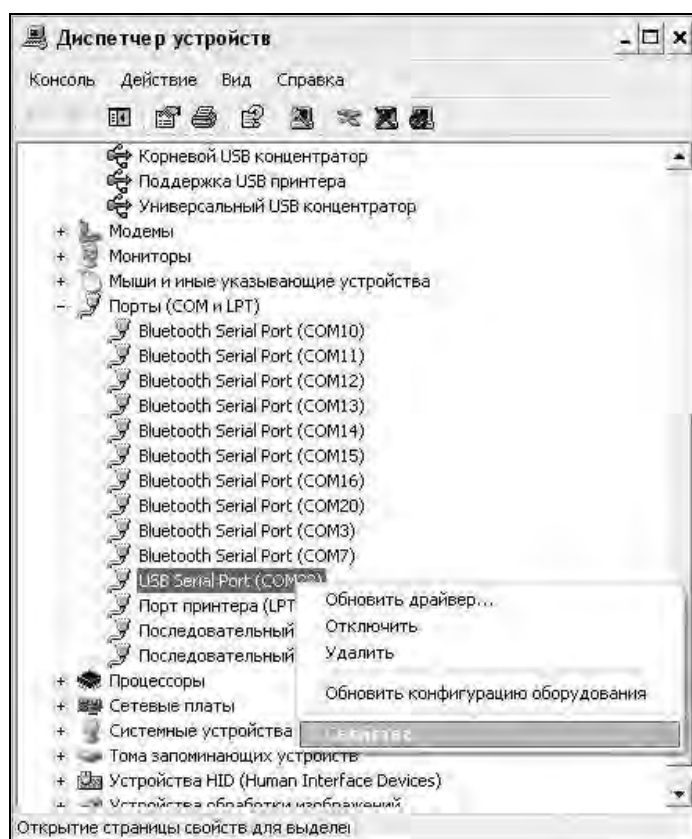 Диспетчер устройств
Консоль Действие Вид Справка
Корневой USB концентратор
Поддержка USB принтера
Универсальный USB концентратор
Модемы
Мониторы
Мыши и иные указывающие устройства
Порты (COM и LPT)
Bluetooth Serial Port (COM10)
Bluetooth Serial Port (COM11)
Bluetooth Serial Port (COM12)
Bluetooth Serial Port (COM13)
Bluetooth Serial Port (COM14)
Bluetooth Serial Port (COM15)
Bluetooth Serial Port (COM16)
Bluetooth Serial Port (COM20)
Bluetooth Serial Port (COM3)
Bluetooth Serial Port (COM7)
USB Serial Port
Порт принтера (LPT
Последовательный
Последовательный
Обновить драйвер...
Отключить
Удалить
Обновить конфигурацию оборудования
Процессоры
Сетевые платы
Системные устройства
Тома запоминающих устройств
Устройства HID (Human Interface Devices)
Устройства обработки изображений
Открытие страницы свойств для выделен